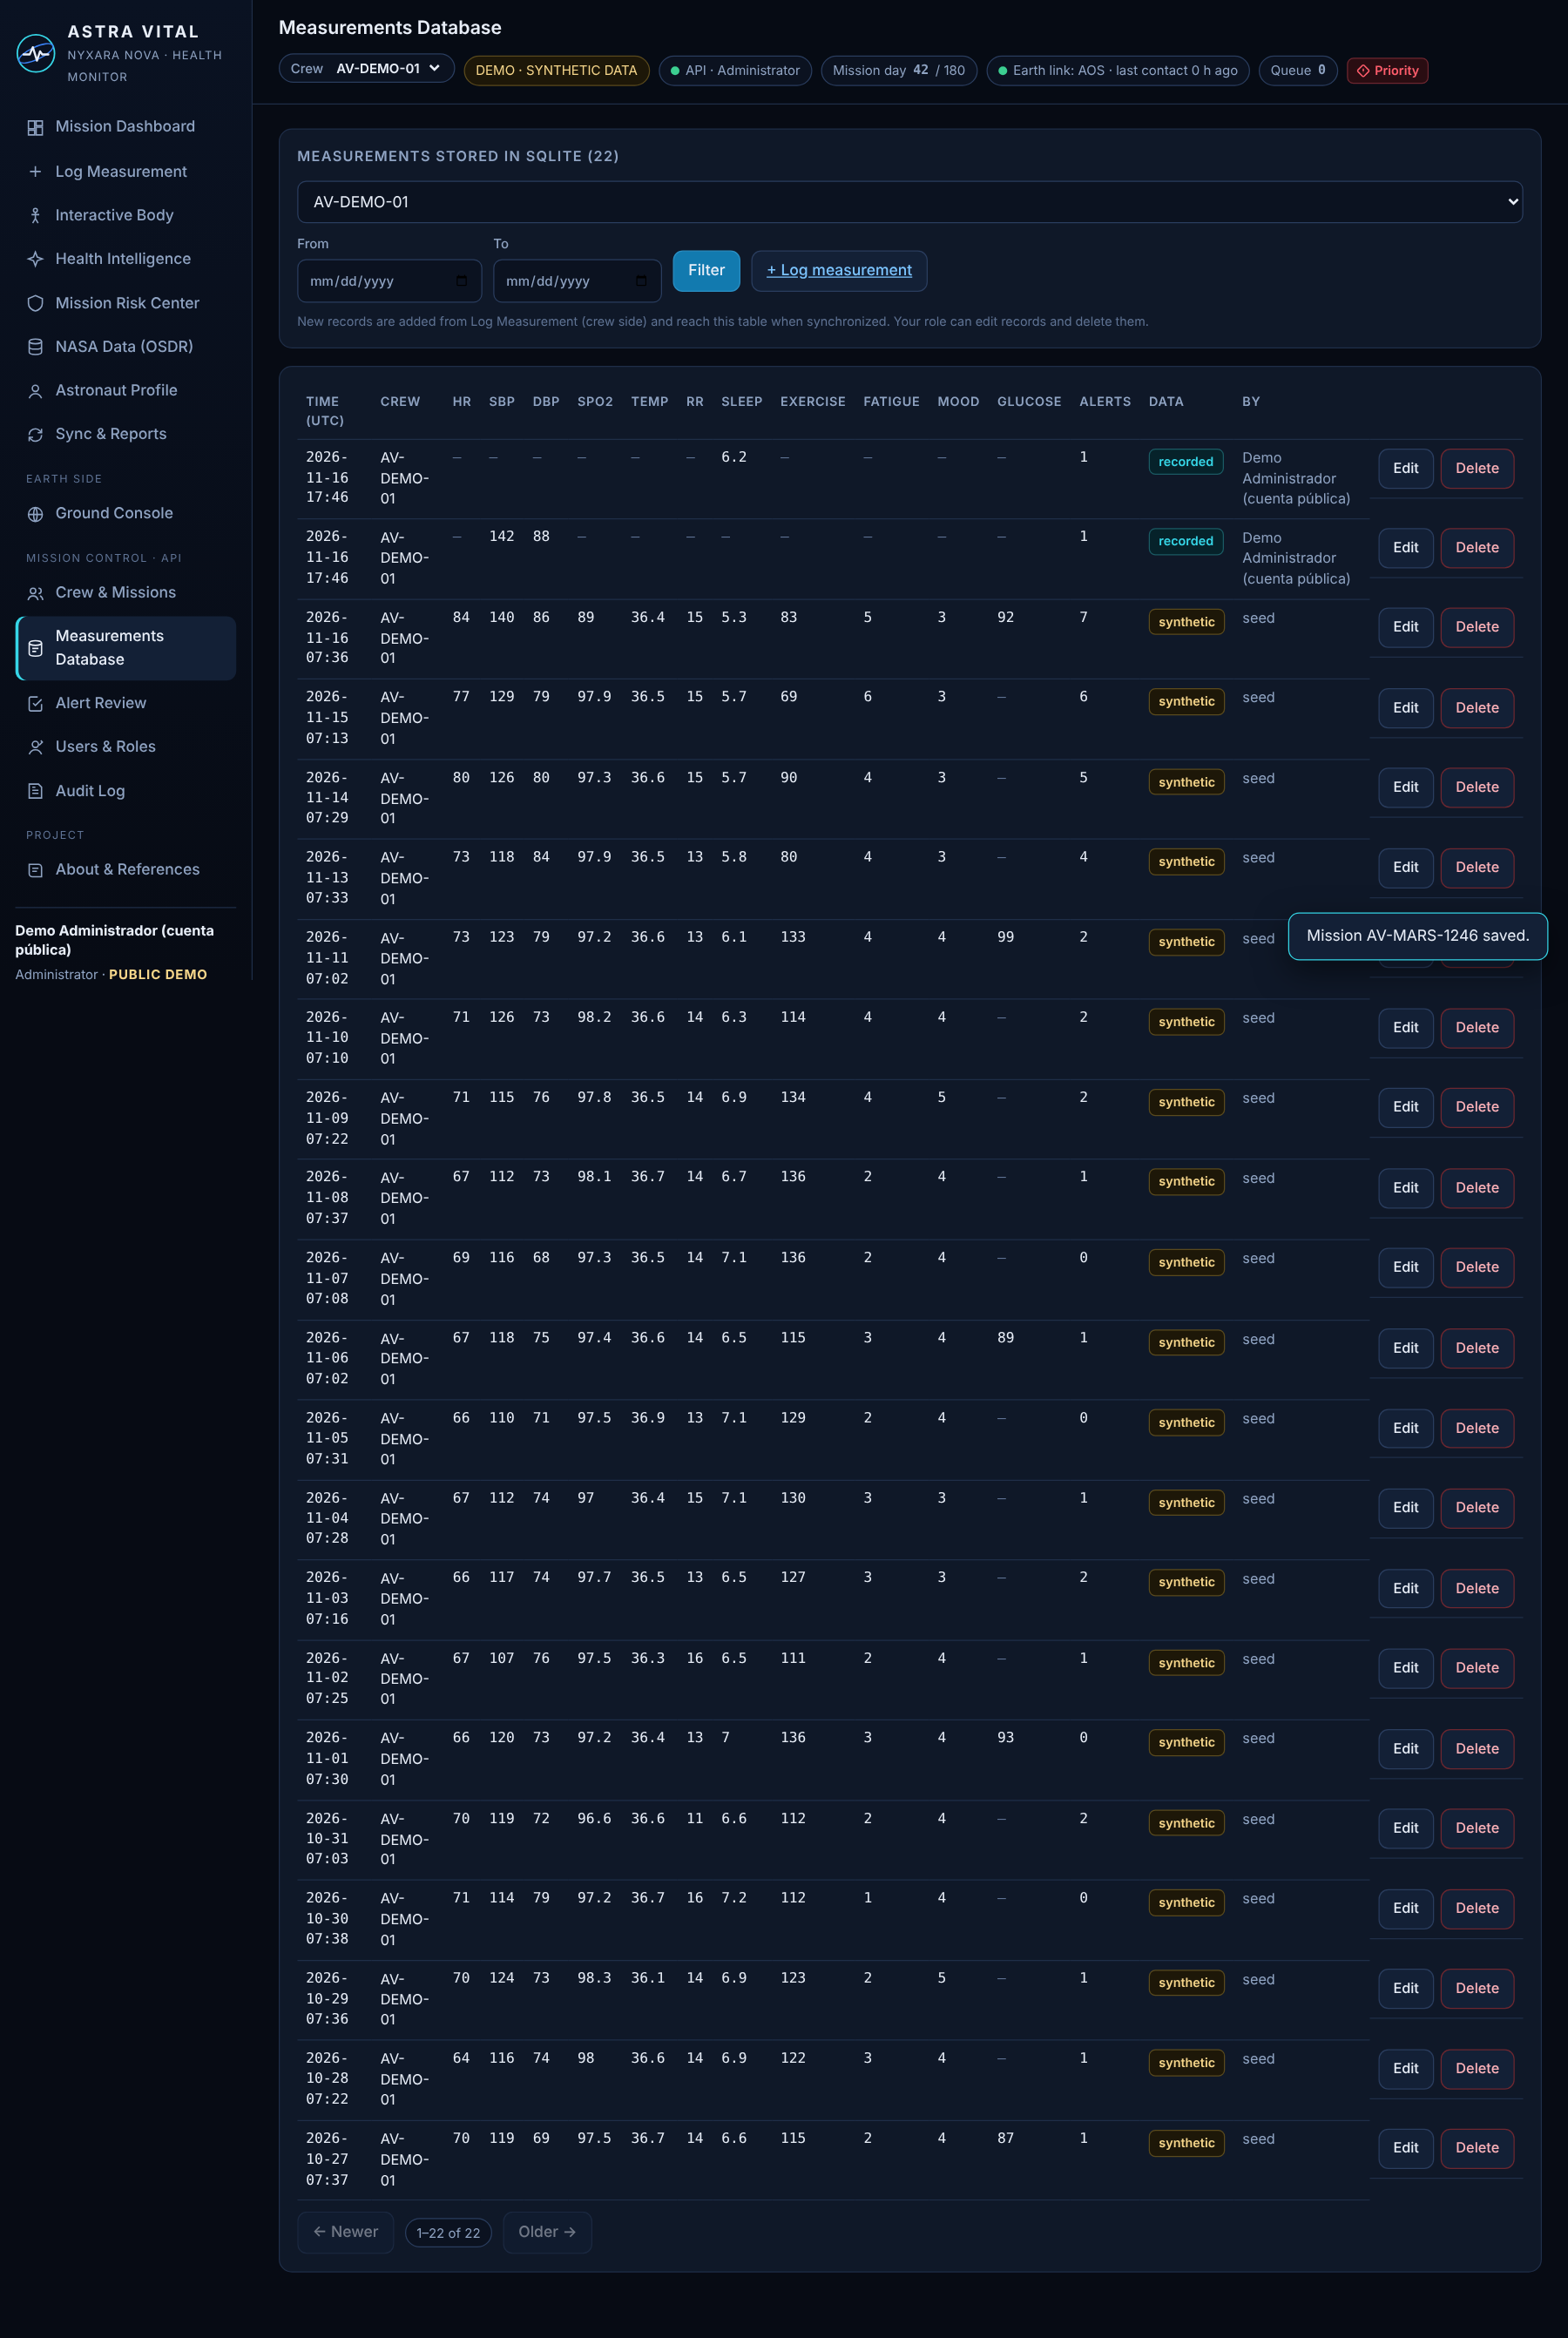 ASTRA VITAL
NYXARA NOVA · HEALTH
MONITOR
Mission Dashboard
Log Measurement
Interactive Body
Health Intelligence
Mission Risk Center
NASA Data (OSDR)
Astronaut Profile
Sync & Reports
EARTH SIDE
Ground Console
MISSION CONTROL · API
Crew & Missions
Measurements
Database
Alert Review
Users & Roles
Audit Log
PROJECT
About & References
Demo Administrador (cuenta
pública)
Administrator · PUBLIC DEMO
Measurements Database
Crew AV-DEMO-01 DEMO · SYNTHETIC DATA API · Administrator Mission day 42 / 180 Earth link: AOS · last contact 0 h ago Queue 0 Priority
MEASUREMENTS STORED IN SQLITE (22)
AV-DEMO-01
From To
mm/dd/yyyy mm/dd/yyyy Filter + Log measurement
New records are added from Log Measurement (crew side) and reach this table when synchronized. Your role can edit records and delete them.
TIME CREW HR SBP DBP SPO2 TEMP RR SLEEP EXERCISE FATIGUE MOOD GLUCOSE ALERTS DATA BY
(UTC)
2026- AV- — — — — — — 6.2 — — — — 1 recorded Demo Edit Delete
11-16 DEMO- Administrador
17:46 01 (cuenta pública)
2026- AV- — 142 88 — — — — — — — — 1 recorded Demo Edit Delete
11-16 DEMO- Administrador
17:46 01 (cuenta pública)
2026- AV- 84 140 86 89 36.4 15 5.3 83 5 3 92 7 synthetic seed Edit Delete
11-16 DEMO-
07:36 01
2026- AV- 77 129 79 97.9 36.5 15 5.7 69 6 3 — 6 synthetic seed Edit Delete
11-15 DEMO-
07:13 01
2026- AV- 80 126 80 97.3 36.6 15 5.7 90 4 3 — 5 synthetic seed Edit Delete
11-14 DEMO-
07:29 01
2026- AV- 73 118 84 97.9 36.5 13 5.8 80 4 3 — 4 synthetic seed Edit Delete
11-13 DEMO-
07:33 01
2026- AV- 73 123 79 97.2 36.6 13 6.1 133 4 4 99 2 synthetic seed Mission AV-MARS-1246 saved.
11-11 DEMO-
07:02 01
2026- AV- 71 126 73 98.2 36.6 14 6.3 114 4 4 — 2 synthetic seed Edit Delete
11-10 DEMO-
07:10 01
2026- AV- 71 115 76 97.8 36.5 14 6.9 134 4 5 — 2 synthetic seed Edit Delete
11-09 DEMO-
07:22 01
2026- AV- 67 112 73 98.1 36.7 14 6.7 136 2 4 — 1 synthetic seed Edit Delete
11-08 DEMO-
07:37 01
2026- AV- 69 116 68 97.3 36.5 14 7.1 136 2 4 — 0 synthetic seed Edit Delete
11-07 DEMO-
07:08 01
2026- AV- 67 118 75 97.4 36.6 14 6.5 115 3 4 89 1 synthetic seed Edit Delete
11-06 DEMO-
07:02 01
2026- AV- 66 110 71 97.5 36.9 13 7.1 129 2 4 — 0 synthetic seed Edit Delete
11-05 DEMO-
07:31 01
2026- AV- 67 112 74 97 36.4 15 7.1 130 3 3 — 1 synthetic seed Edit Delete
11-04 DEMO-
07:28 01
2026- AV- 66 117 74 97.7 36.5 13 6.5 127 3 3 — 2 synthetic seed Edit Delete
11-03 DEMO-
07:16 01
2026- AV- 67 107 76 97.5 36.3 16 6.5 111 2 4 — 1 synthetic seed Edit Delete
11-02 DEMO-
07:25 01
2026- AV- 66 120 73 97.2 36.4 13 7 136 3 4 93 0 synthetic seed Edit Delete
11-01 DEMO-
07:30 01
2026- AV- 70 119 72 96.6 36.6 11 6.6 112 2 4 — 2 synthetic seed Edit Delete
10-31 DEMO-
07:03 01
2026- AV- 71 114 79 97.2 36.7 16 7.2 112 1 4 — 0 synthetic seed Edit Delete
10-30 DEMO-
07:38 01
2026- AV- 70 124 73 98.3 36.1 14 6.9 123 2 5 — 1 synthetic seed Edit Delete
10-29 DEMO-
07:36 01
2026- AV- 64 116 74 98 36.6 14 6.9 122 3 4 — 1 synthetic seed Edit Delete
10-28 DEMO-
07:22 01
2026- AV- 70 119 69 97.5 36.7 14 6.6 115 2 4 87 1 synthetic seed Edit Delete
10-27 DEMO-
07:37 01
← Newer 1–22 of 22 Older →